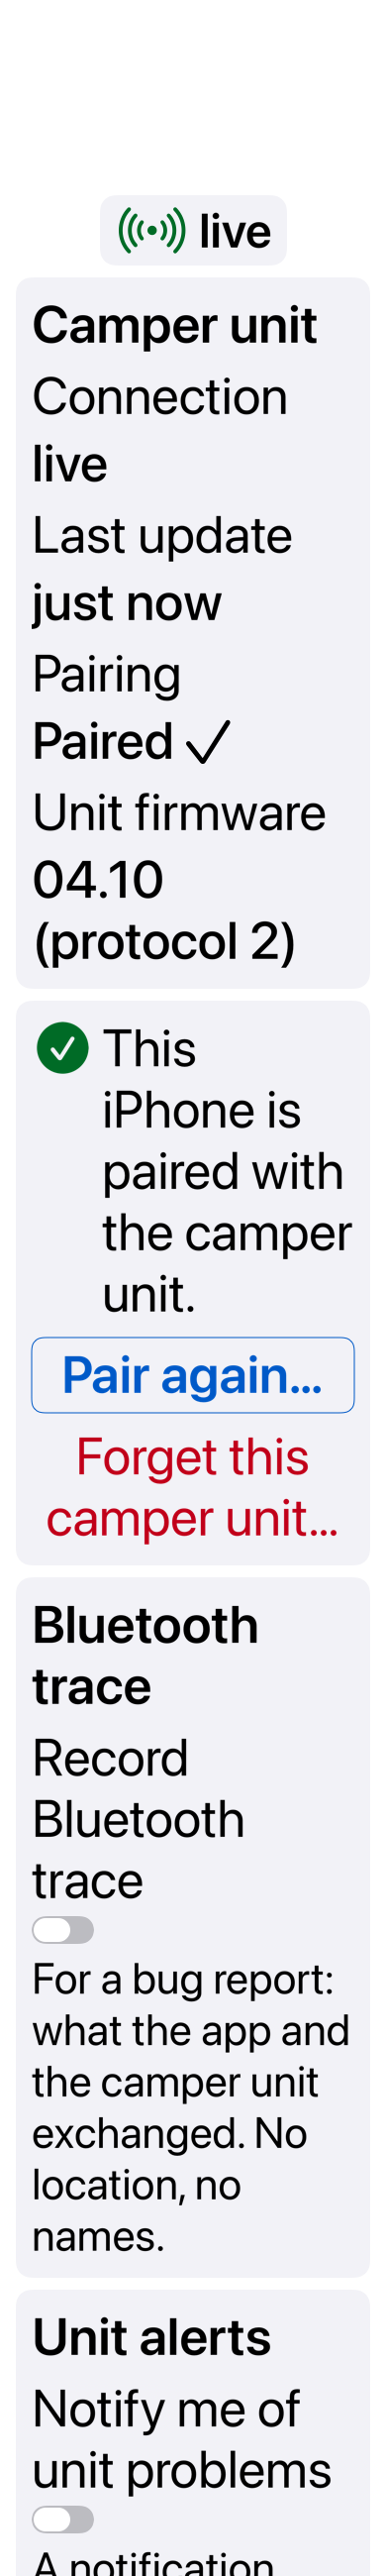 live
Camper unit
Connection
live
Last update
just now
Pairing
Paired ✓
Unit firmware
04.10
(protocol 2)
This
iPhone is
paired with
the camper
unit.
Pair again...
Forget this
camper unit...
Bluetooth
trace
Record
Bluetooth
trace
For a bug report:
what the app and
the camper unit
exchanged. No
location, no
names.
Unit alerts
Notify me of
unit problems
A notification